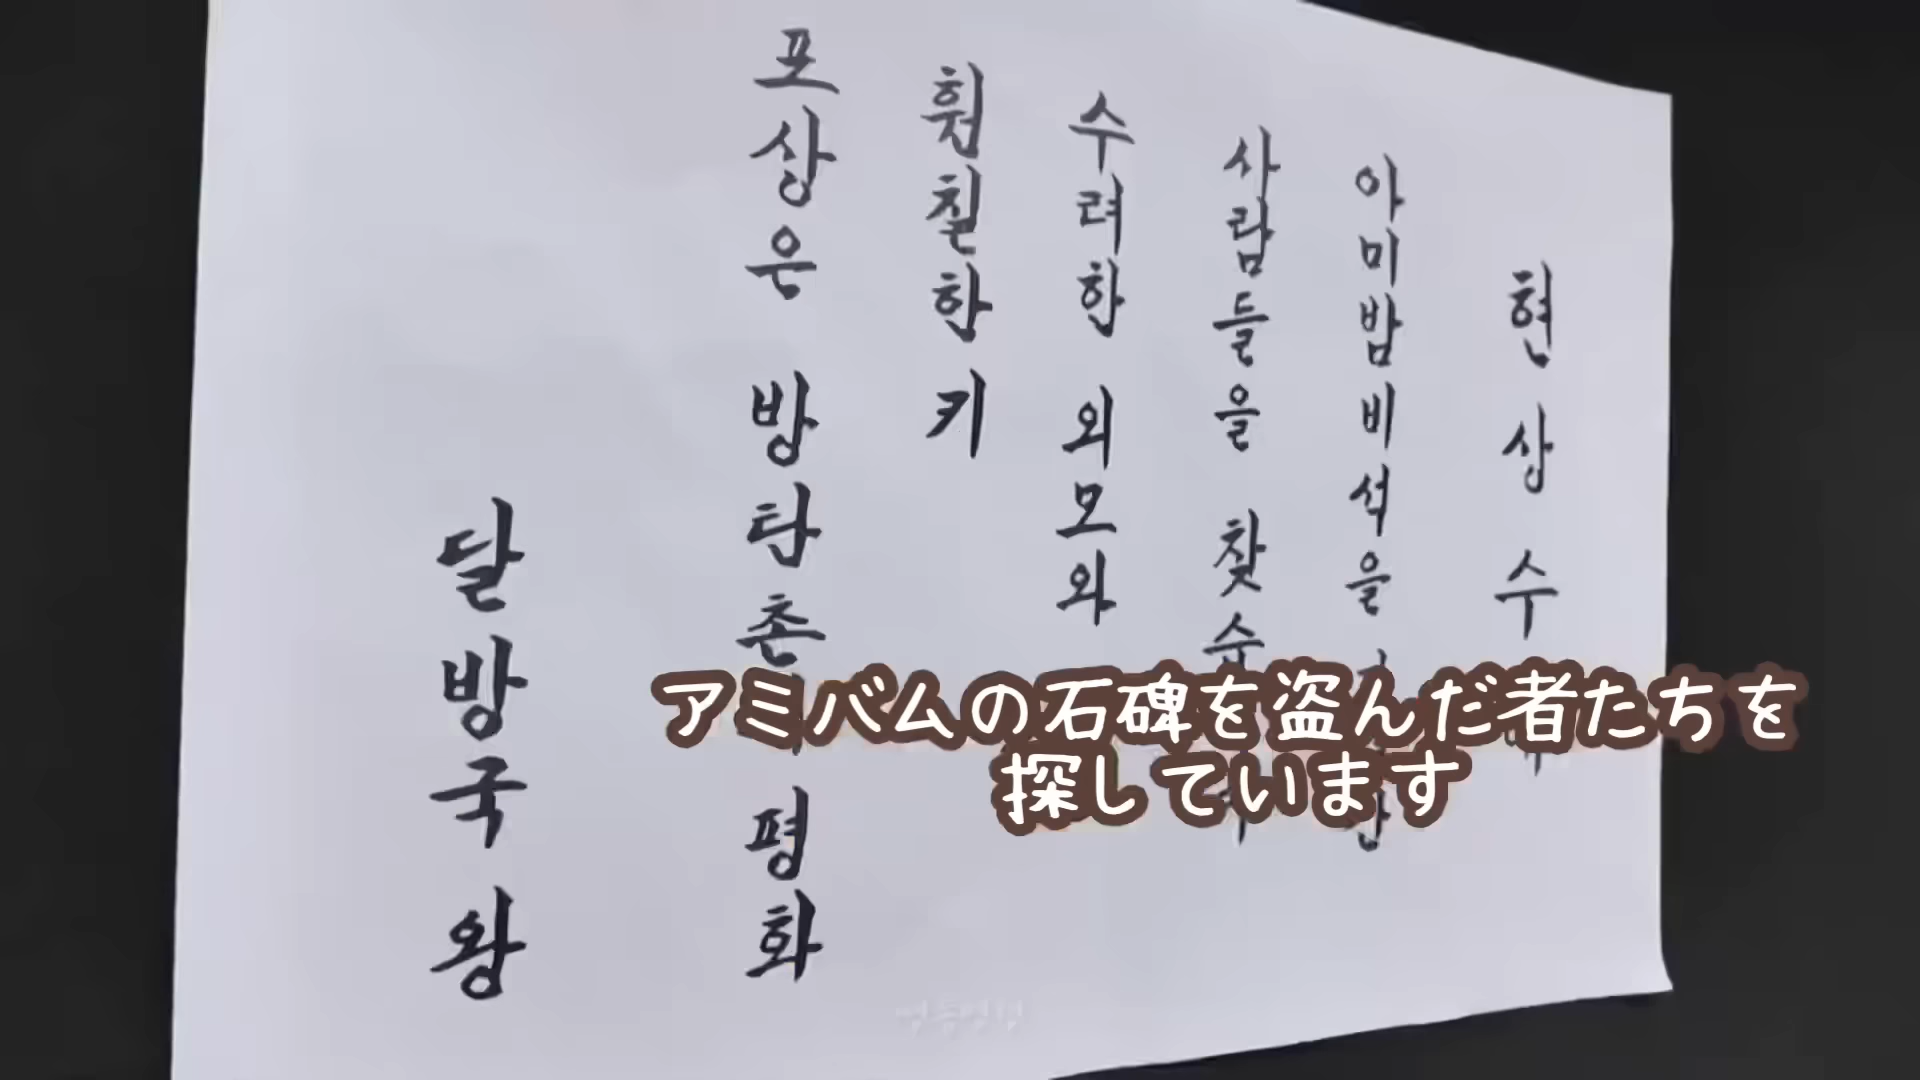 현상수
아미밤비석을
사람들을 찾습
수려한 외모와
훤칠한 키
포상은 방탄촌 평화
달방국 왕
アミバムの石碑を盗んだ者たちを
探しています